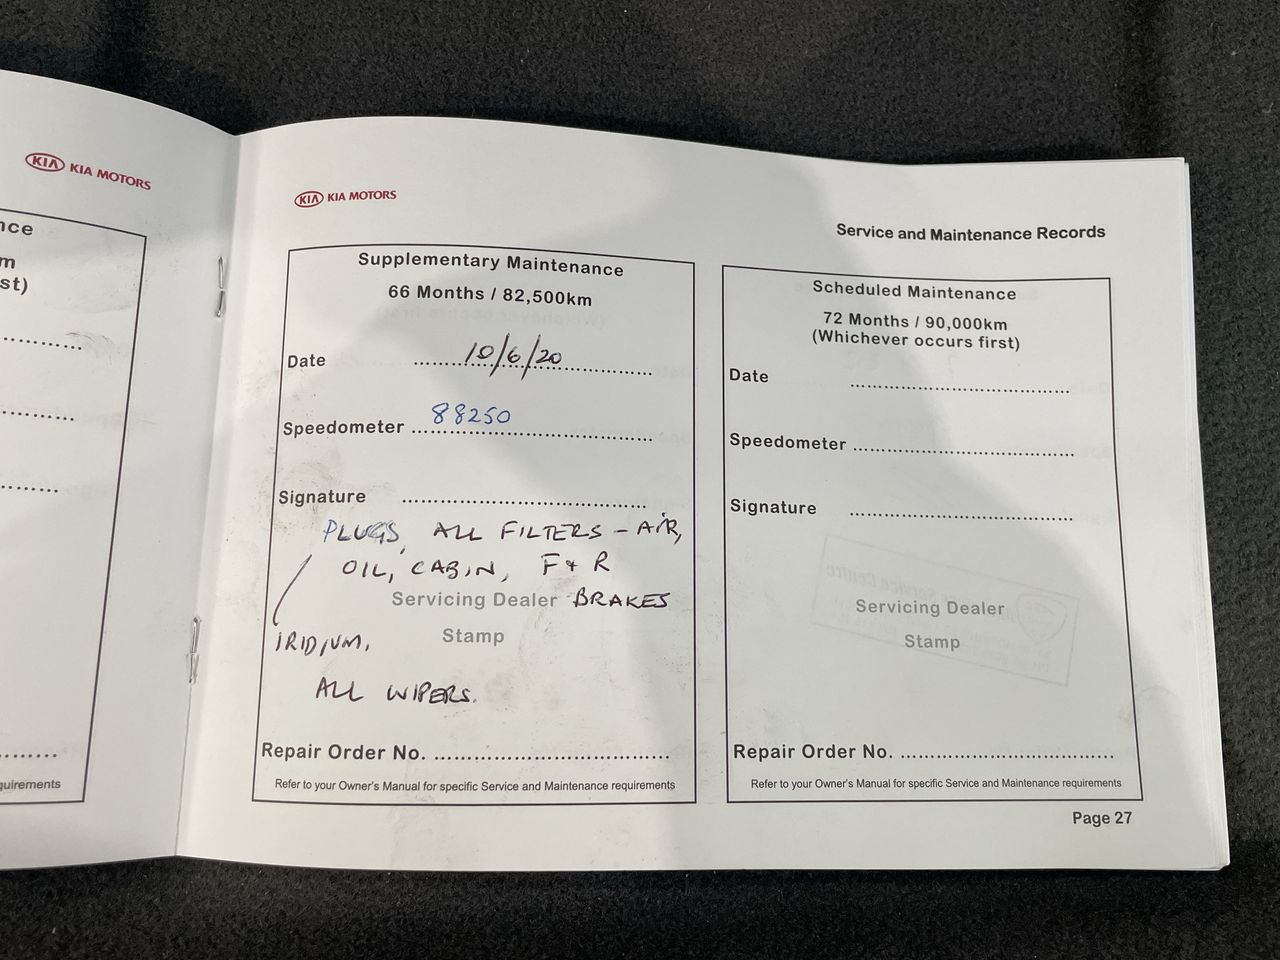 KIA KIA MOTORS
nce
m
st)
quirements
KIA KIA MOTORS
Service and Maintenance Records
Supplementary Maintenance
66 Months / 82,500km
Date 10/6/20
Speedometer 88250
Signature
PLUGS, ALL FILTERS - AIR,
OIL, CABIN, F & R
Servicing Dealer BRAKES
IRIDIUM. Stamp
ALL WIPERS.
Repair Order No.
Refer to your Owner's Manual for specific Service and Maintenance requirements
Scheduled Maintenance
72 Months / 90,000km
(Whichever occurs first)
Date
Speedometer
Signature
Servicing Dealer
Stamp
Repair Order No.
Refer to your Owner's Manual for specific Service and Maintenance requirements
Page 27